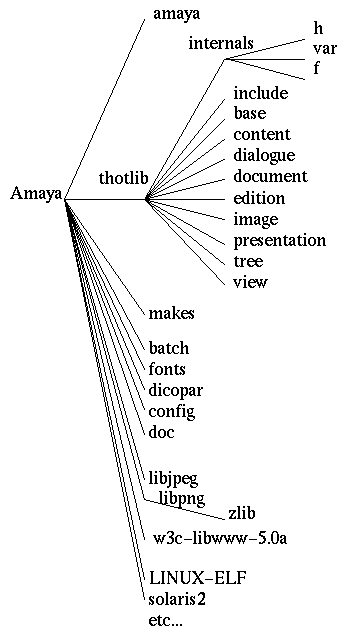 amaya
internals
h
var
f
include
base
content
dialogue
document
edition
image
presentation
tree
view
thotlib
Amaya
makes
batch
fonts
dicopar
config
doc
libjpeg
libpng
zlib
w3c-libwww-5.0a
LINUX-ELF
solaris2
etc...